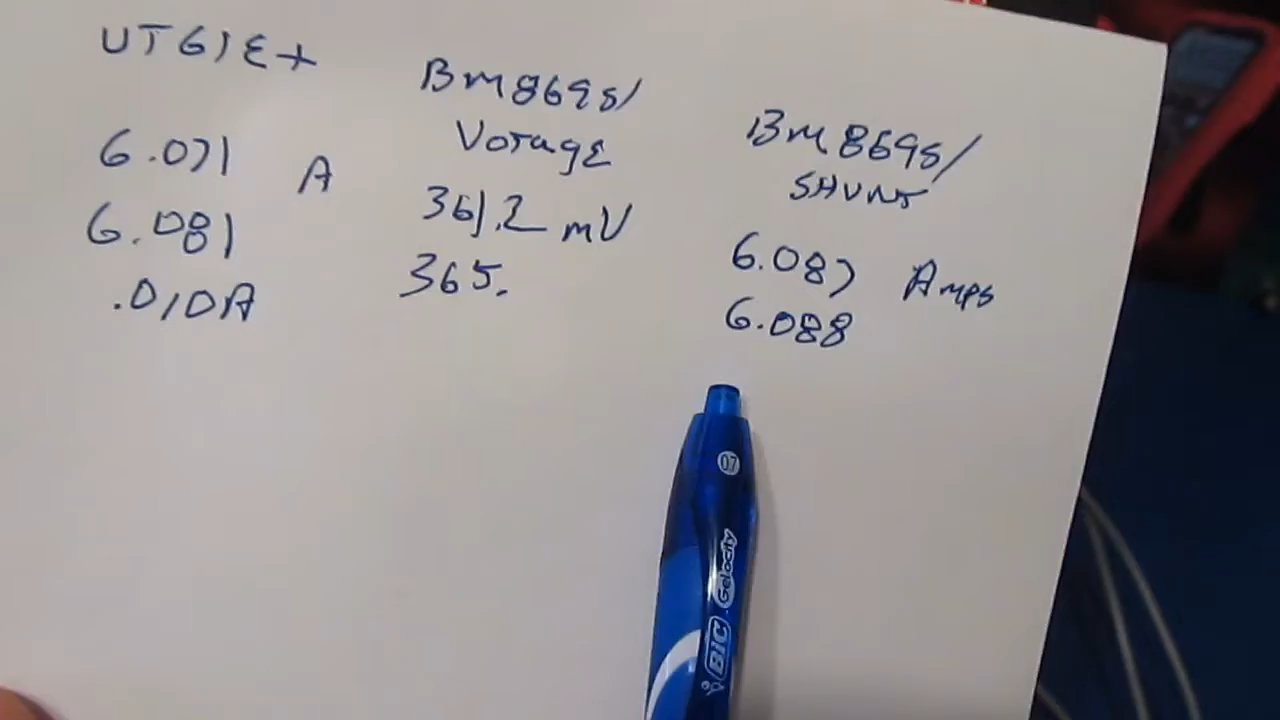 UT61E+
6.071 A
6.081
.010A
BM869s/
Votage
361.2 mV
365.
BM869s/
SHUNT
6.087 Amps
6.088
07
Gelocity
BIC